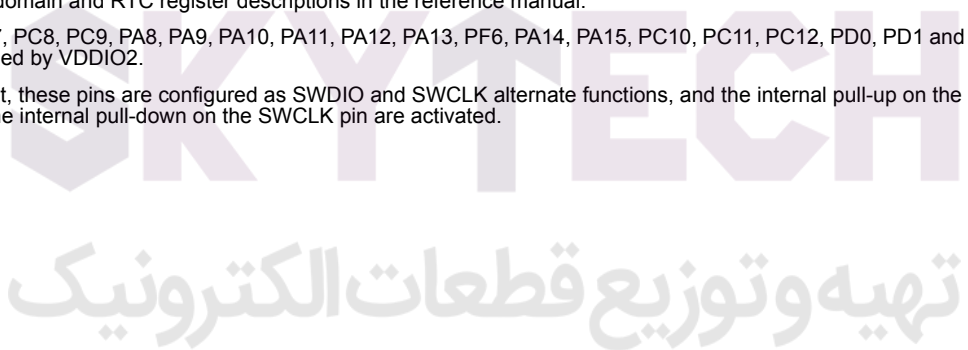 domain and RTC register descriptions in the reference manual.
, PC8, PC9, PA8, PA9, PA10, PA11, PA12, PA13, PF6, PA14, PA15, PC10, PC11, PC12, PD0, PD1 and
ed by VDDIO2.
t, these pins are configured as SWDIO and SWCLK alternate functions, and the internal pull-up on the
e internal pull-down on the SWCLK pin are activated.
SKYTECH
تهیه و توزیع قطعات الکترونیک